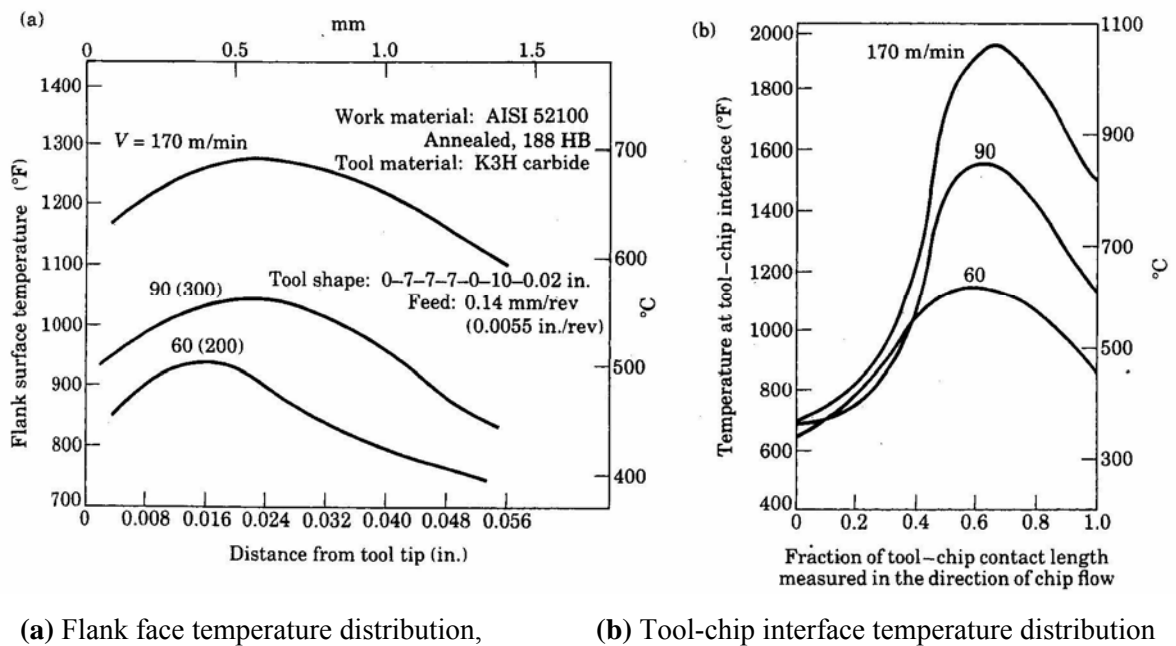 (a)
mm
0
0.5
1.0
1.5
1400
1300
1200
1100
1000
900
800
700
Flank surface temperature (°F)
Work material: AISI 52100
Annealed, 188 HB
Tool material: K3H carbide
V = 170 m/min
Tool shape: 0–7–7–7–0–10–0.02 in.
Feed: 0.14 mm/rev
(0.0055 in./rev)
90 (300)
60 (200)
700
600
500
400
°C
0
0.008
0.016
0.024
0.032
0.040
0.048
0.056
Distance from tool tip (in.)
(b)
2000
1800
1600
1400
1200
1000
800
600
400
Temperature at tool–chip interface (°F)
170 m/min
90
60
1100
900
700
500
300
°C
0
0.2
0.4
0.6
0.8
1.0
Fraction of tool–chip contact length
measured in the direction of chip flow
(a) Flank face temperature distribution,
(b) Tool-chip interface temperature distribution